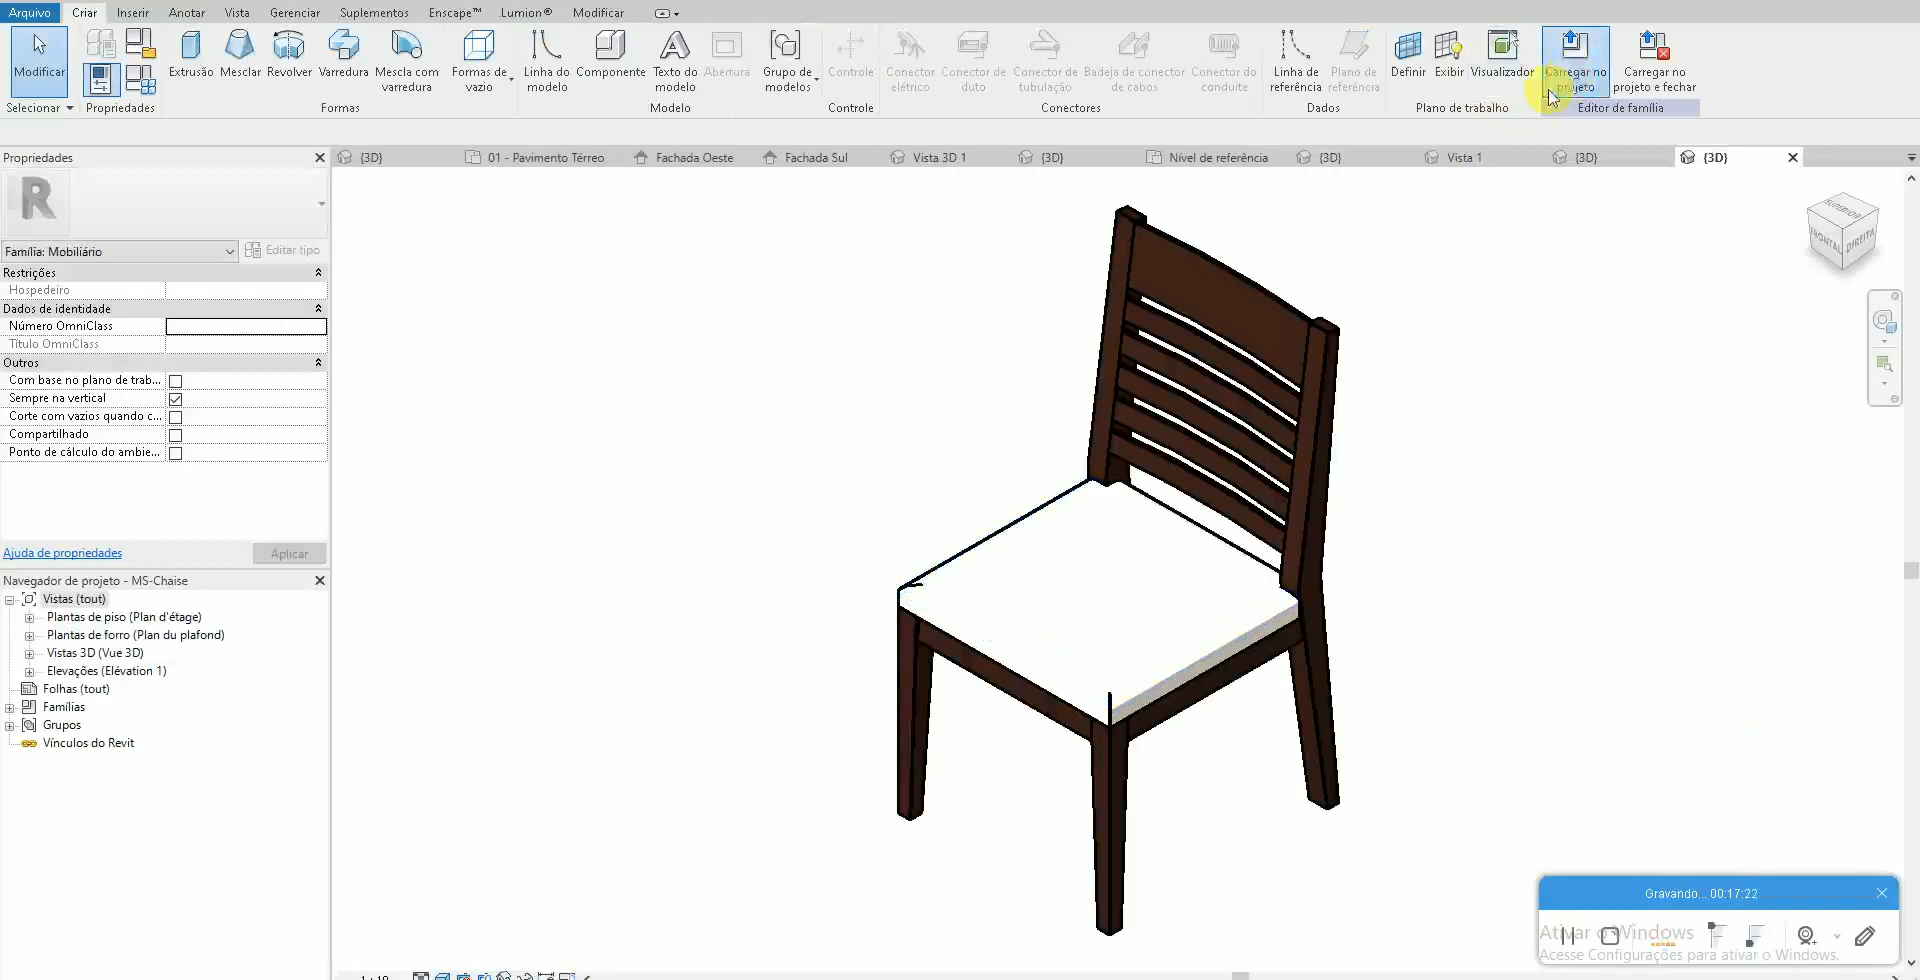 Arquivo Criar Inserir Anotar Vista Gerenciar Suplementos Enscape™ Lumion® Modificar
Modificar Extrusão Mesclar Revolver Varredura Mescla com varredura Formas de vazio Linha do modelo Componente Texto do modelo Abertura Grupo de modelos Controle Conector elétrico Conector de duto Conector de tubulação Badeja de conector de cabos Conector do conduite Linha de referência Plano de referência Definir Exibir Visualizador Carregar no projeto Carregar no projeto e fechar
Selecionar Propriedades Formas Modelo Controle Conectores Dados Plano de trabalho Editor de família
Propriedades
{3D} 01 - Pavimento Térreo Fachada Oeste Fachada Sul Vista 3D 1 {3D} Nível de referência {3D} Vista 1 {3D} {3D}
R
SUPERIOR
FRONTAL DIREITA
Família: Mobiliário Editar tipo
Restrições
Hospedeiro
Dados de identidade
Número OmniClass
Título OmniClass
Outros
Com base no plano de trab...
Sempre na vertical
Corte com vazios quando c...
Compartilhado
Ponto de cálculo do ambie...
Ajuda de propriedades Aplicar
Navegador de projeto - MS-Chaise
Vistas (tout)
Plantas de piso (Plan d'étage)
Plantas de forro (Plan du plafond)
Vistas 3D (Vue 3D)
Elevações (Elévation 1)
Folhas (tout)
Famílias
Grupos
Vínculos do Revit
Gravando... 00:17:22
Ativar o Windows
Acesse Configurações para ativar o Windows.